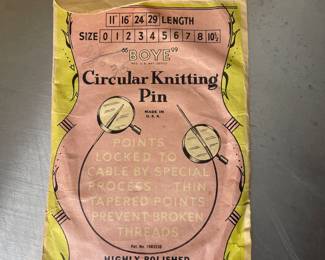 11" 16 24 29 LENGTH
SIZE 0 1 2 3 4 5 6 7 8 10½
"BOYE"
Circular Knitting
Pin
MADE IN
U.S.A.
POINTS
LOCKED TO
CABLE BY SPECIAL
PROCESS. THIN
TAPERED POINTS
PREVENT BROKEN
THREADS
HIGHLY POLISHED